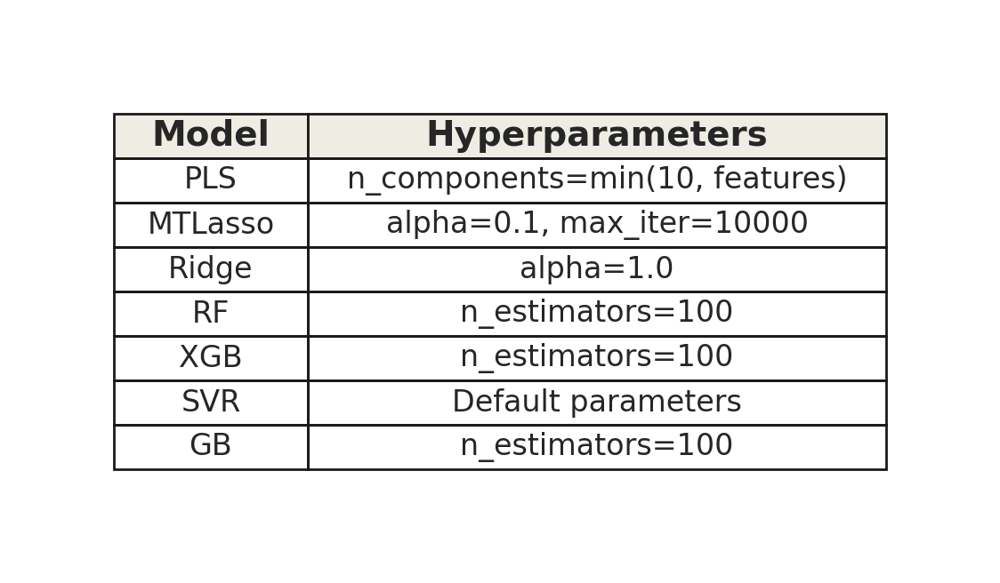 Model Hyperparameters
PLS n_components=min(10, features)
MTLasso alpha=0.1, max_iter=10000
Ridge alpha=1.0
RF n_estimators=100
XGB n_estimators=100
SVR Default parameters
GB n_estimators=100